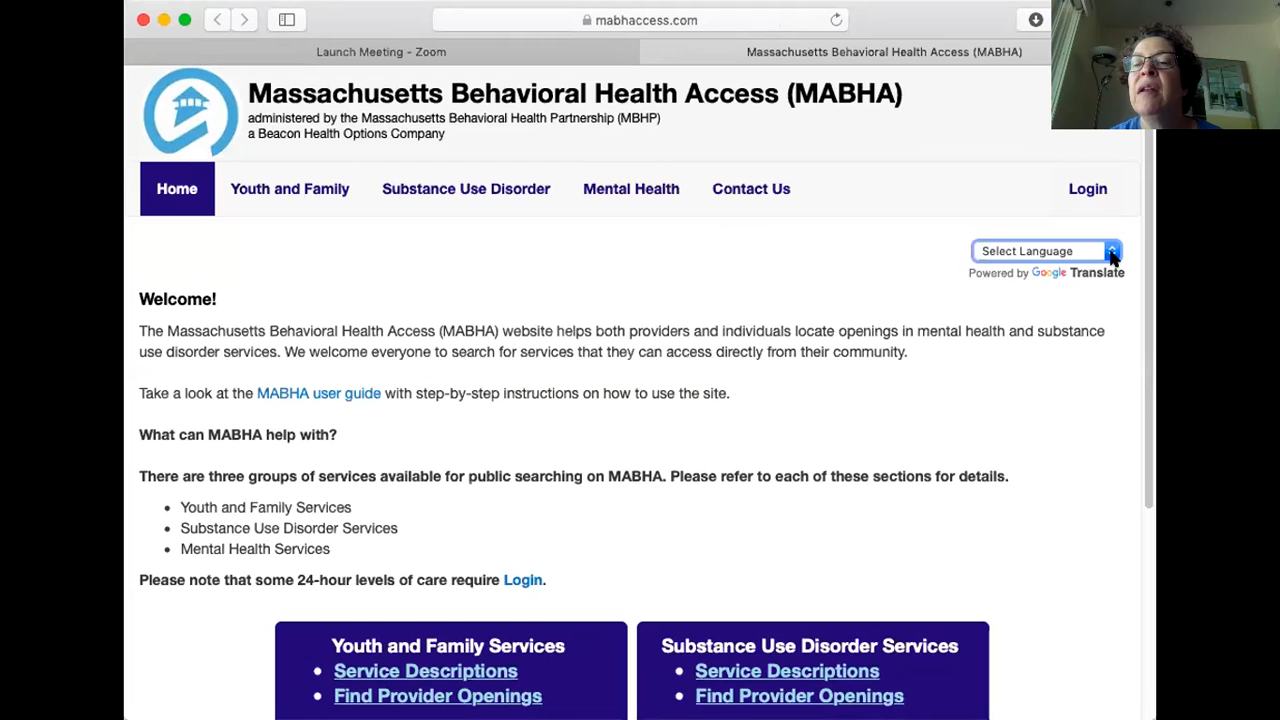 mabhaccess.com
Launch Meeting - Zoom
Massachusetts Behavioral Health Access (MABHA)
Massachusetts Behavioral Health Access (MABHA)
administered by the Massachusetts Behavioral Health Partnership (MBHP)
a Beacon Health Options Company
Home Youth and Family Substance Use Disorder Mental Health Contact Us Login
Select Language
Powered by Google Translate
Welcome!
The Massachusetts Behavioral Health Access (MABHA) website helps both providers and individuals locate openings in mental health and substance
use disorder services. We welcome everyone to search for services that they can access directly from their community.
Take a look at the MABHA user guide with step-by-step instructions on how to use the site.
What can MABHA help with?
There are three groups of services available for public searching on MABHA. Please refer to each of these sections for details.
• Youth and Family Services
• Substance Use Disorder Services
• Mental Health Services
Please note that some 24-hour levels of care require Login.
Youth and Family Services
• Service Descriptions
• Find Provider Openings
Substance Use Disorder Services
• Service Descriptions
• Find Provider Openings